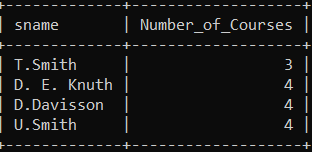 +-------------+-------------------+
| sname       | Number_of_Courses |
+-------------+-------------------+
| T.Smith     |                 3 |
| D. E. Knuth |                 4 |
| D.Davisson  |                 4 |
| U.Smith     |                 4 |
+-------------+-------------------+